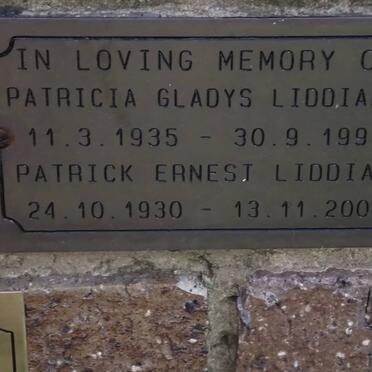 IN LOVING MEMORY O
PATRICIA GLADYS LIDDIA
11.3.1935 - 30.9.199
PATRICK ERNEST LIDDIA
24.10.1930 - 13.11.200